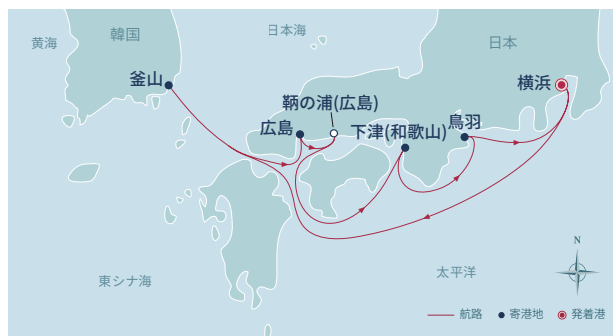 日本海
黄海
韓国
日本
釜山
横浜
鞆の浦(広島)
広島
下津(和歌山)
鳥羽
東シナ海
太平洋
N
航路
寄港地
発着港